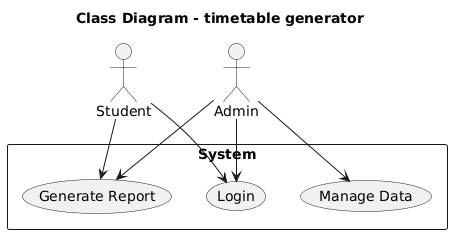 Class Diagram - timetable generator
Student
Admin
System
Generate Report
Login
Manage Data